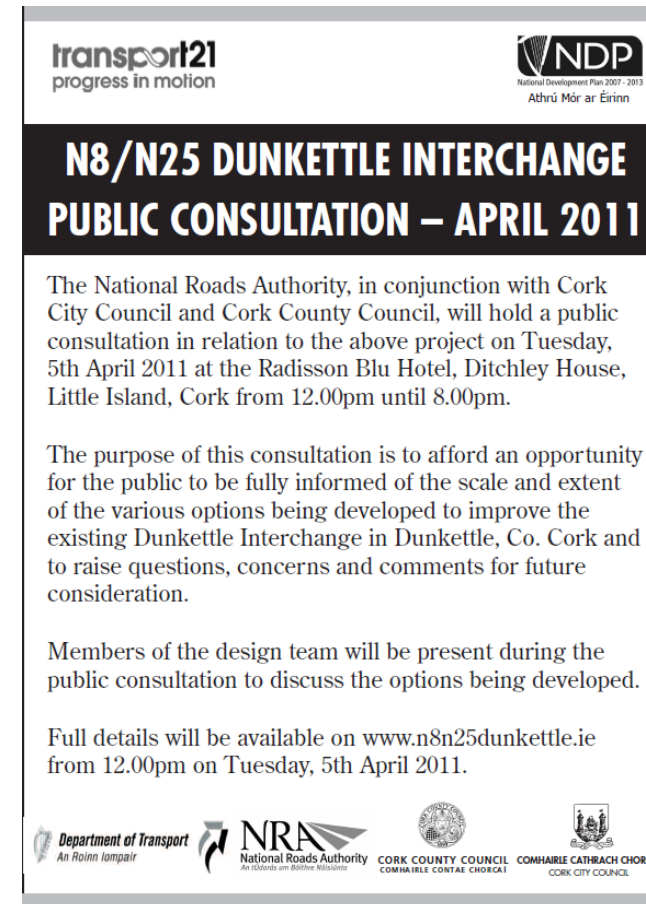 transport21
progress in motion
NDP
National Development Plan 2007 - 2013
Athrú Mór ar Éirinn
N8/N25 DUNKETTLE INTERCHANGE
PUBLIC CONSULTATION – APRIL 2011
The National Roads Authority, in conjunction with Cork
City Council and Cork County Council, will hold a public
consultation in relation to the above project on Tuesday,
5th April 2011 at the Radisson Blu Hotel, Ditchley House,
Little Island, Cork from 12.00pm until 8.00pm.
The purpose of this consultation is to afford an opportunity
for the public to be fully informed of the scale and extent
of the various options being developed to improve the
existing Dunkettle Interchange in Dunkettle, Co. Cork and
to raise questions, concerns and comments for future
consideration.
Members of the design team will be present during the
public consultation to discuss the options being developed.
Full details will be available on www.n8n25dunkettle.ie
from 12.00pm on Tuesday, 5th April 2011.
Department of Transport
An Roinn Iompair
NRA
National Roads Authority
An tÚdarás um Bóithre Náisiúnta
CORK COUNTY COUNCIL
COMHAIRLE CONTAE CHORCAÍ
COMHAIRLE CATHRACH CHOR
CORK CITY COUNCIL